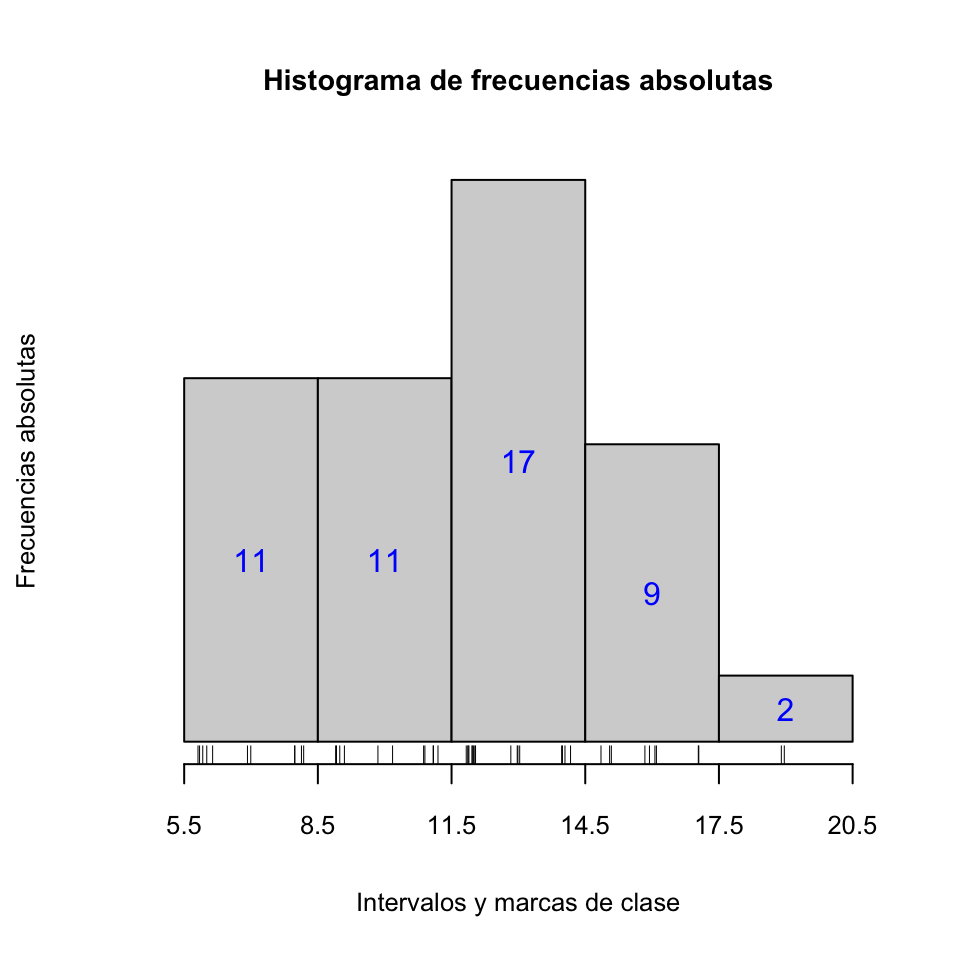 Histograma de frecuencias absolutas
Frecuencias absolutas
17
11
11
9
2
5.5 8.5 11.5 14.5 17.5 20.5
Intervalos y marcas de clase